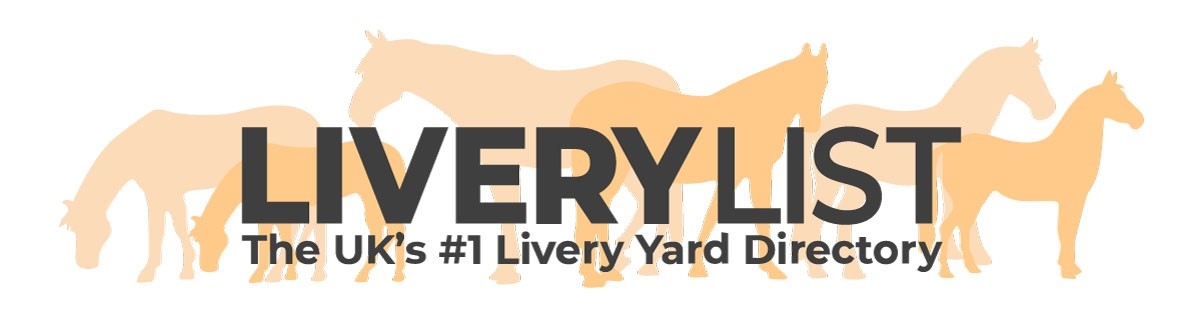 LIVERYLIST
The UK’s #1 Livery Yard Directory